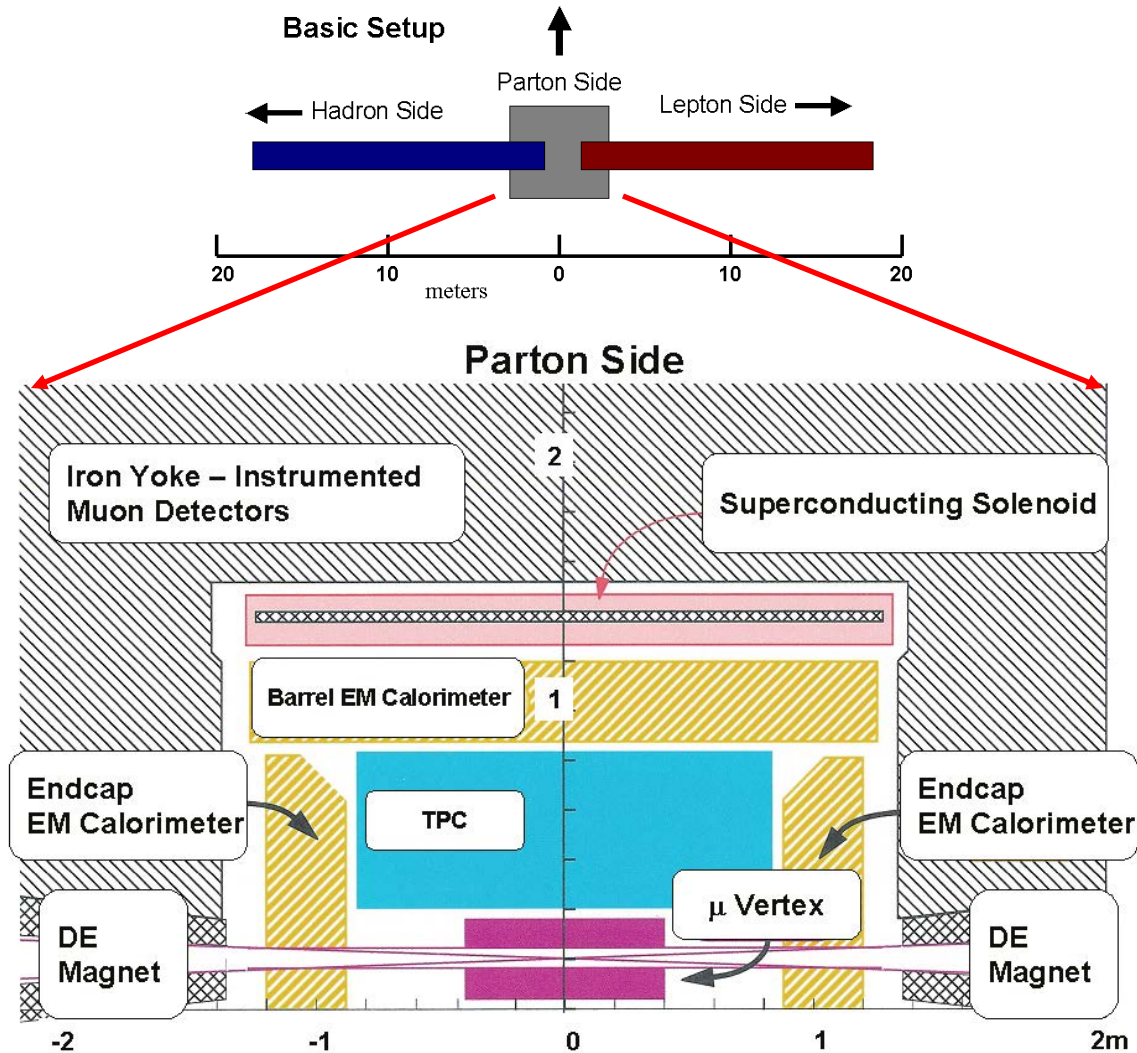 Basic Setup
Parton Side
Hadron Side
Lepton Side
20
10
0
10
20
meters
Parton Side
2
Iron Yoke – Instrumented
Muon Detectors
Superconducting Solenoid
Barrel EM Calorimeter
1
Endcap
EM Calorimeter
TPC
Endcap
EM Calorimeter
μ Vertex
DE
Magnet
DE
Magnet
-2
-1
0
1
2m